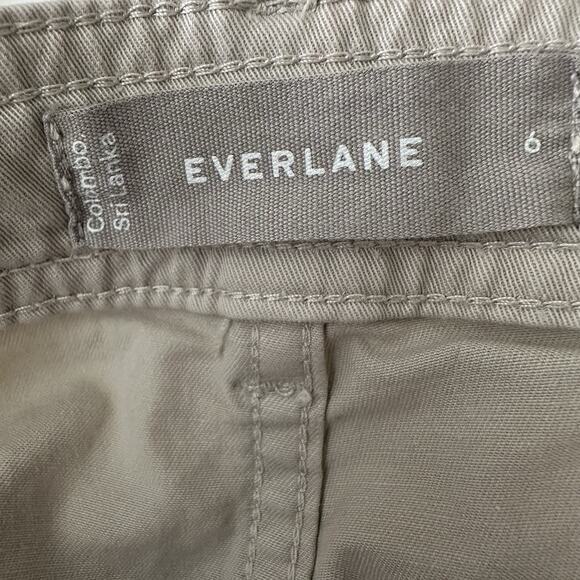 Colombo,
Sri Lanka
EVERLANE
6